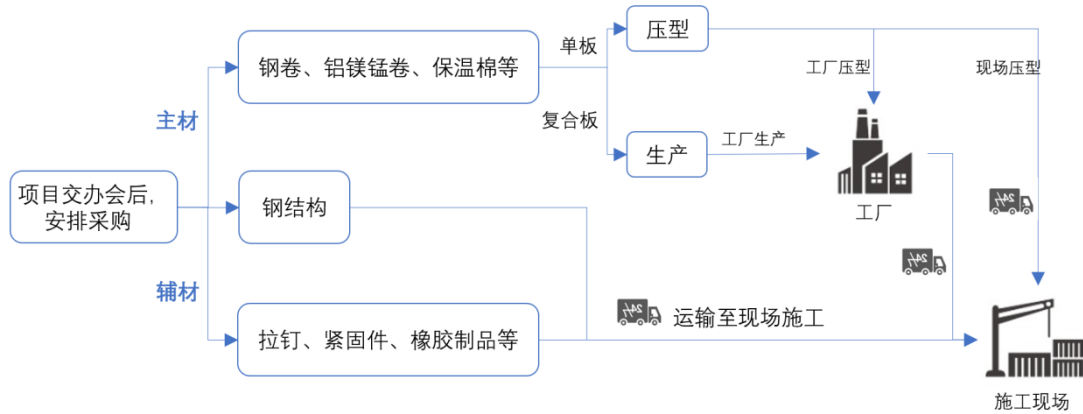 项目交办会后，
安排采购
主材
辅材
钢卷、铝镁锰卷、保温棉等
钢结构
拉钉、紧固件、橡胶制品等
单板
复合板
压型
生产
工厂压型
现场压型
工厂生产
工厂
24h
24h
24h
运输至现场施工
施工现场